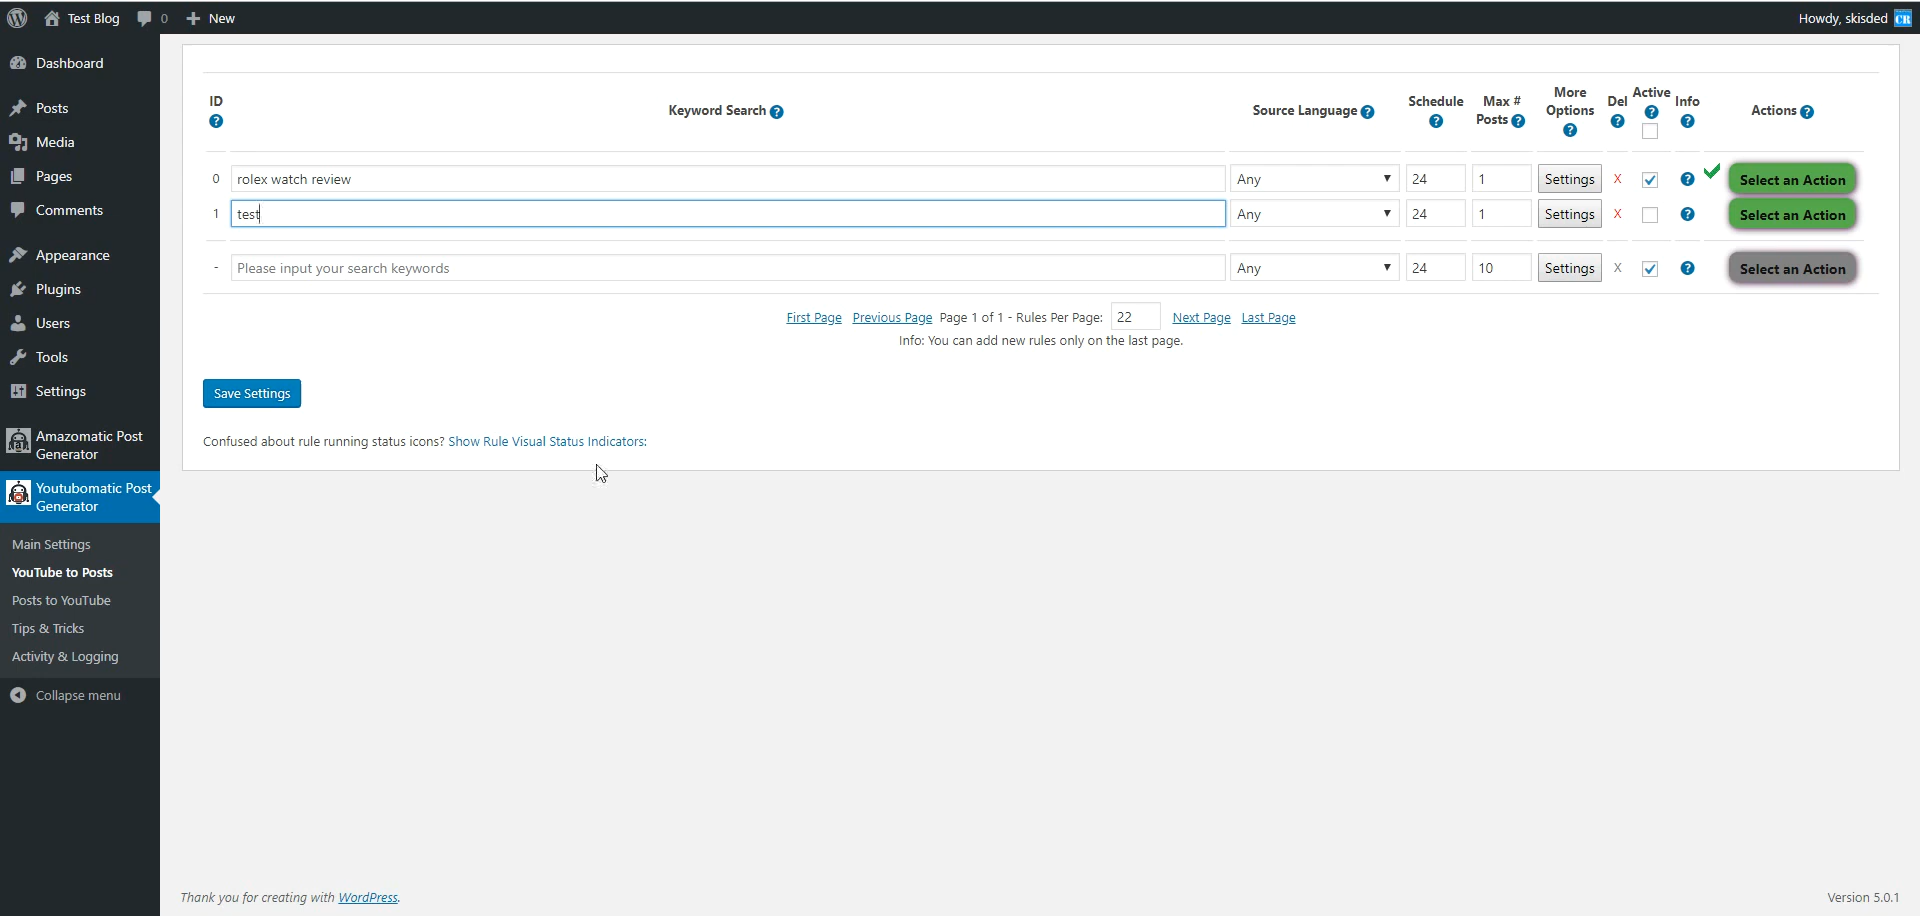 Test Blog 0 New Howdy, skisded CR
Dashboard
Posts
Media
Pages
Comments
Appearance
Plugins
Users
Tools
Settings
Amazomatic Post
Generator
Youtubomatic Post
Generator
Main Settings
YouTube to Posts
Posts to YouTube
Tips & Tricks
Activity & Logging
Collapse menu
ID Keyword Search Source Language Schedule Max # Posts More Options Del Active Info Actions
0 rolex watch review Any 24 1 Settings X Select an Action
1 test Any 24 1 Settings X Select an Action
- Please input your search keywords Any 24 10 Settings X Select an Action
First Page Previous Page Page 1 of 1 - Rules Per Page: 22 Next Page Last Page
Info: You can add new rules only on the last page.
Save Settings
Confused about rule running status icons? Show Rule Visual Status Indicators:
Thank you for creating with WordPress. Version 5.0.1